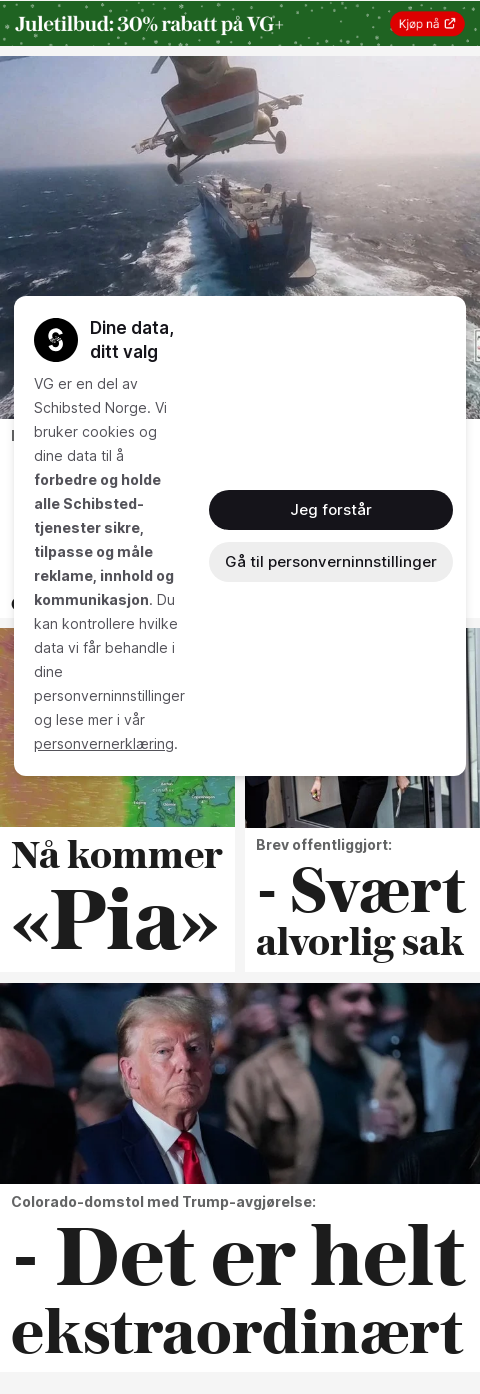 Juletilbud: 30% rabatt på VG+
Kjøp nå
Dine data,
ditt valg
VG er en del av
Schibsted Norge. Vi
bruker cookies og
dine data til å
forbedre og holde
alle Schibsted-
tjenester sikre,
tilpasse og måle
reklame, innhold og
kommunikasjon. Du
kan kontrollere hvilke
data vi får behandle i
dine
personverninnstillinger
og lese mer i vår
personvernerklæring.
Jeg forstår
Gå til personverninnstillinger
Nå kommer
«Pia»
Brev offentliggjort:
- Svært
alvorlig sak
Colorado-domstol med Trump-avgjørelse:
- Det er helt
ekstraordinært